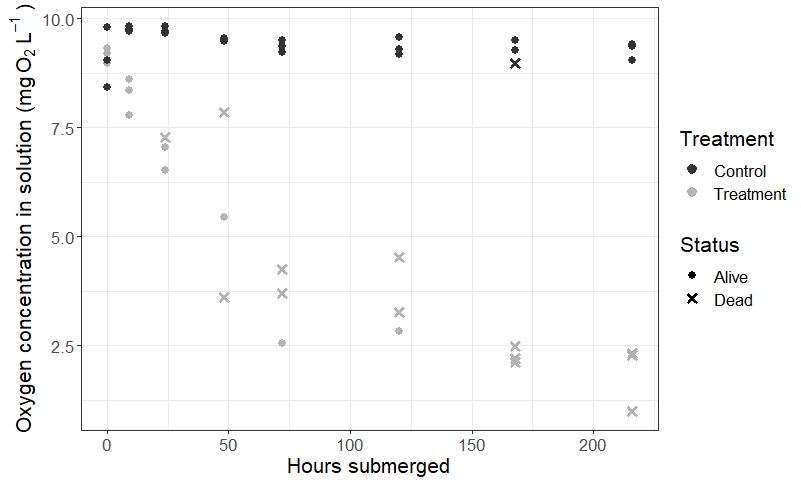 Oxygen concentration in solution (mg O₂ L⁻¹ )
10.0
7.5
5.0
2.5
0
50
100
150
200
Hours submerged
Treatment
Control
Treatment
Status
Alive
Dead